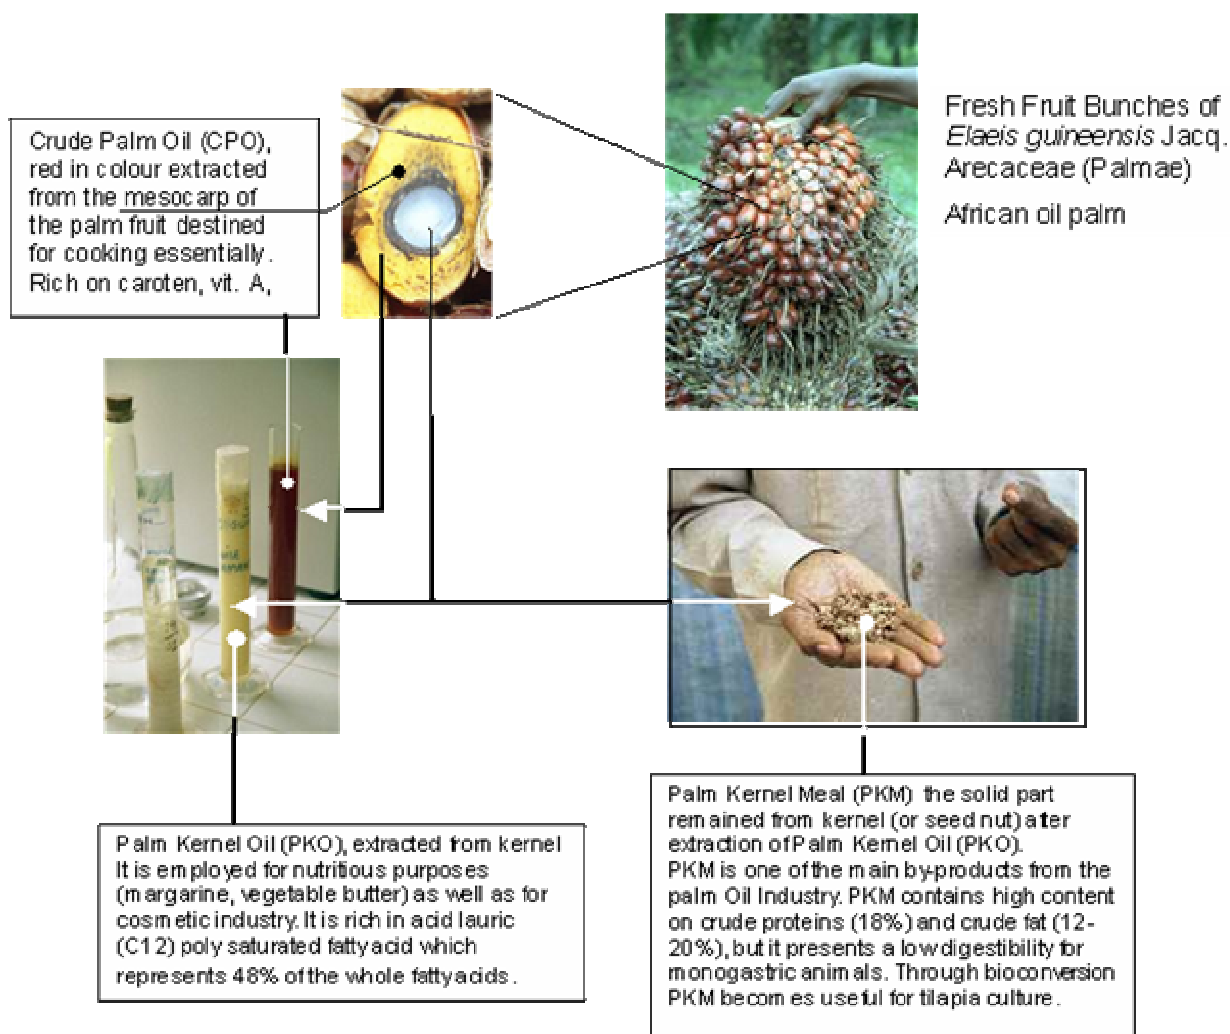 Fresh Fruit Bunches of
Elaeis guineensis Jacq.
Arecaceae (Palmae)
African oil palm
Crude Palm Oil (CPO),
red in colour extracted
from the mesocarp of
the palm fruit destined
for cooking essentially.
Rich on caroten, vit. A,
Palm Kernel Oil (PKO), extracted from kernel
It is employed for nutritious purposes
(margarine, vegetable butter) as well as for
cosmetic industry. It is rich in acid lauric
(C12) poly saturated fatty acid which
represents 48% of the whole fatty acids.
Palm Kernel Meal (PKM) the solid part
remained from kernel (or seed nut) after
extraction of Palm Kernel Oil (PKO).
PKM is one of the main by-products from the
palm Oil Industry. PKM contains high content
on crude proteins (18%) and crude fat (12-
20%), but it presents a low digestibility for
monogastric animals. Through bioconversion
PKM becomes useful for tilapia culture.